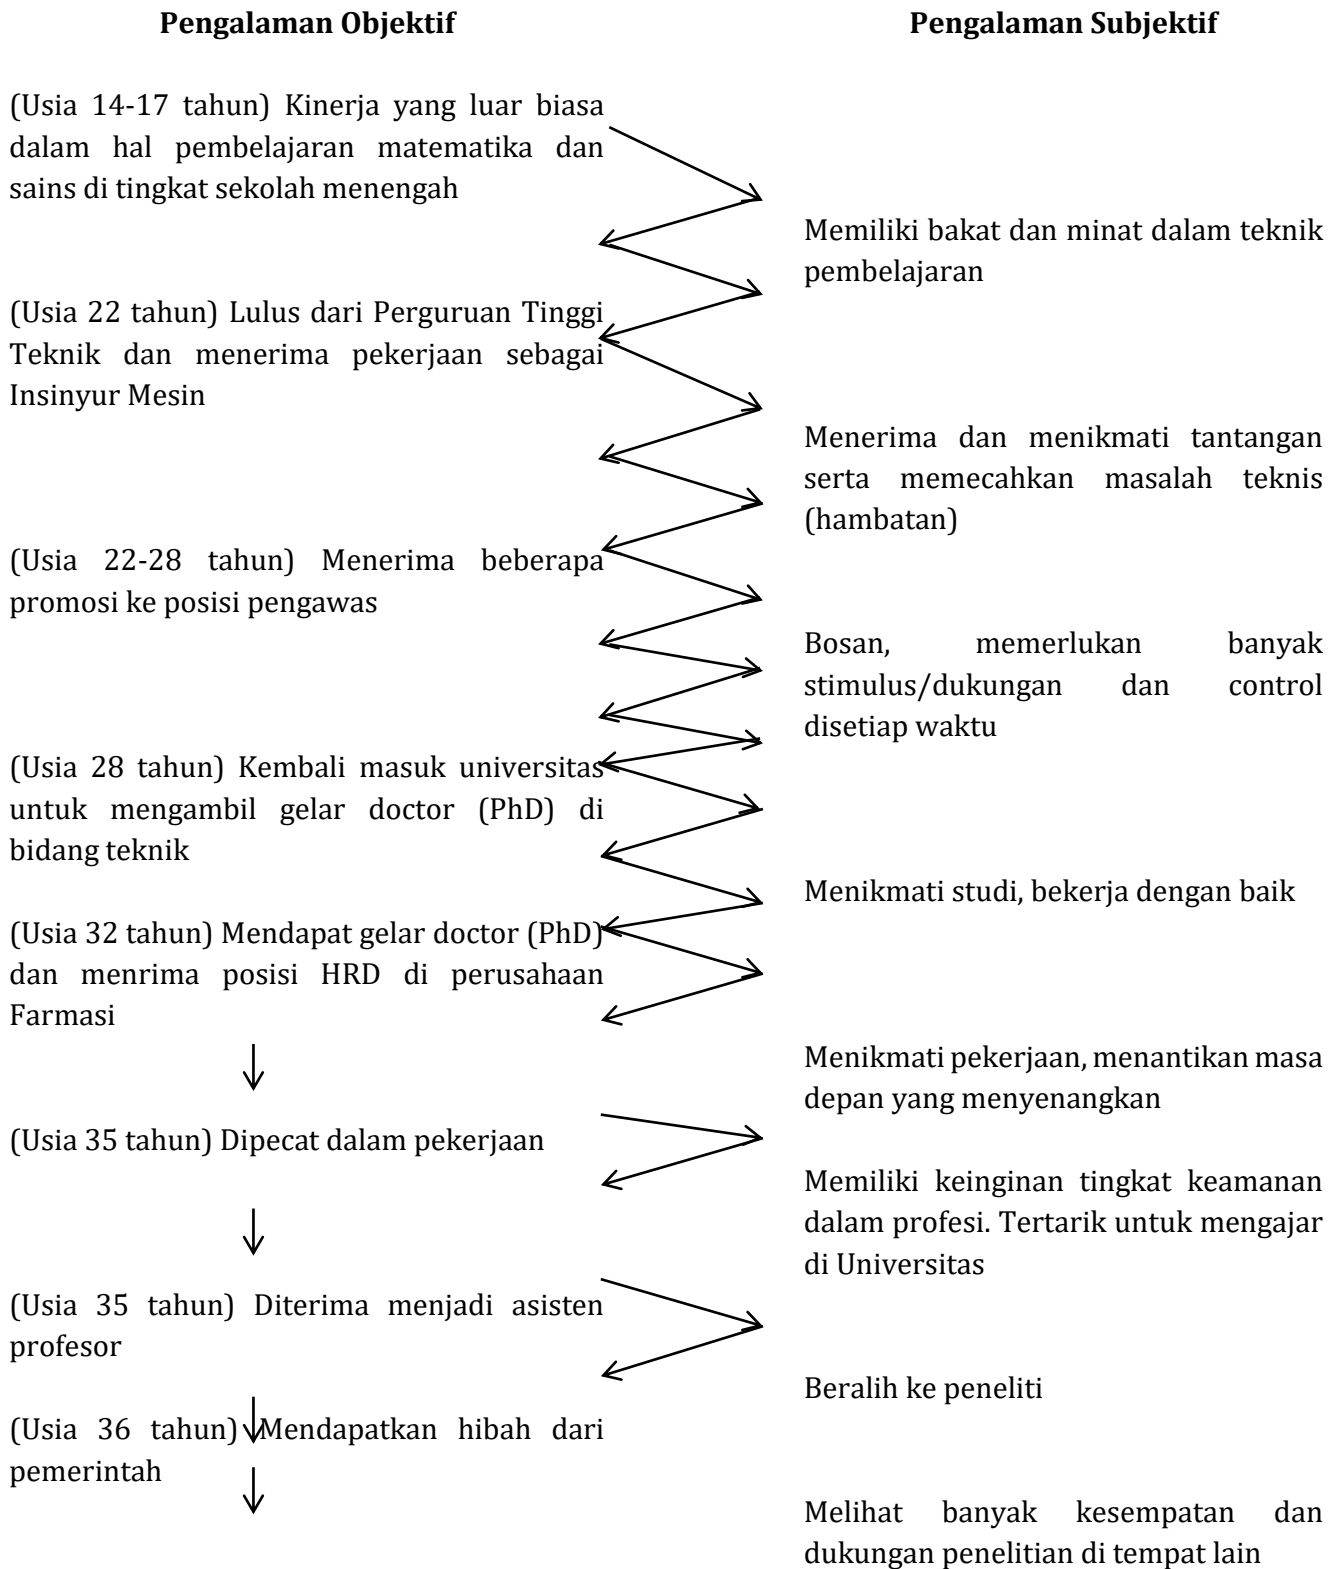 Pengalaman Objektif
Pengalaman Subjektif
(Usia 14-17 tahun) Kinerja yang luar biasa
dalam hal pembelajaran matematika dan
sains di tingkat sekolah menengah
Memiliki bakat dan minat dalam teknik
pembelajaran
(Usia 22 tahun) Lulus dari Perguruan Tinggi
Teknik dan menerima pekerjaan sebagai
Insinyur Mesin
Menerima dan menikmati tantangan
serta memecahkan masalah teknis
(hambatan)
(Usia 22-28 tahun) Menerima beberapa
promosi ke posisi pengawas
Bosan, memerlukan banyak
stimulus/dukungan dan control
disetiap waktu
(Usia 28 tahun) Kembali masuk universitas
untuk mengambil gelar doctor (PhD) di
bidang teknik
Menikmati studi, bekerja dengan baik
(Usia 32 tahun) Mendapat gelar doctor (PhD)
dan menrima posisi HRD di perusahaan
Farmasi
Menikmati pekerjaan, menantikan masa
depan yang menyenangkan
(Usia 35 tahun) Dipecat dalam pekerjaan
Memiliki keinginan tingkat keamanan
dalam profesi. Tertarik untuk mengajar
di Universitas
(Usia 35 tahun) Diterima menjadi asisten
profesor
Beralih ke peneliti
(Usia 36 tahun) Mendapatkan hibah dari
pemerintah
Melihat banyak kesempatan dan
dukungan penelitian di tempat lain